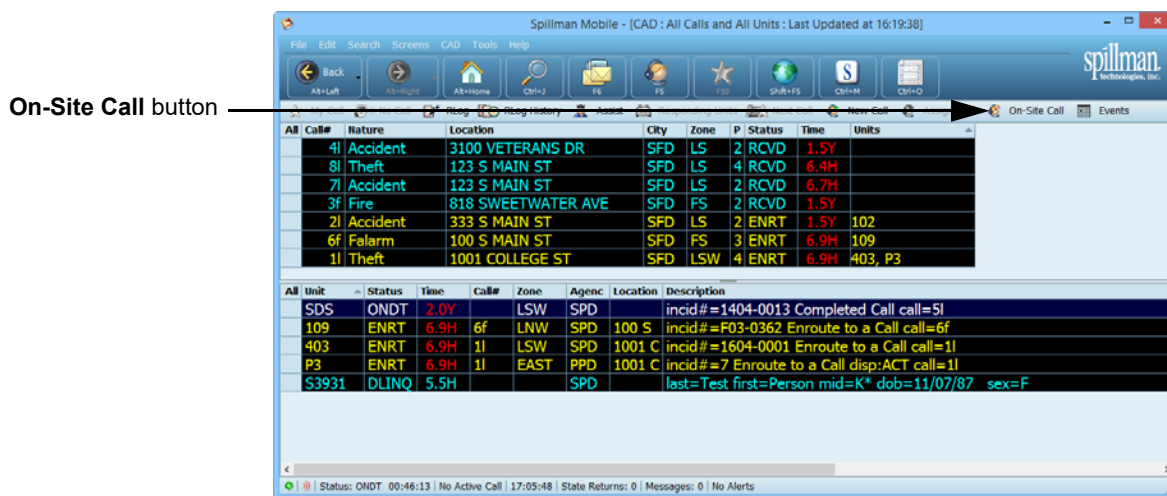 Spillman Mobile - [CAD : All Calls and All Units : Last Updated at 16:19:38]
File Edit Search Screens CAD Tools Help
Back
Alt+Left Alt+Right Alt+Home Ctrl+J F6 F5 F10 Shift+F5 Ctrl+M Ctrl+O
S
spillman
technologies, inc.
On-Site Call button
My Call No Call RLog RLog History Assist Responding Units Next Call New Call Assign On-Site Call Events
All Call# Nature Location City Zone P Status Time Units
4l Accident 3100 VETERANS DR SFD LS 2 RCVD 1.5Y
8l Theft 123 S MAIN ST SFD LS 4 RCVD 6.4H
7l Accident 123 S MAIN ST SFD LS 2 RCVD 6.7H
3f Fire 818 SWEETWATER AVE SFD FS 2 RCVD 1.5Y
2l Accident 333 S MAIN ST SFD LS 2 ENRT 1.5Y 102
6f Falarm 100 S MAIN ST SFD FS 3 ENRT 6.9H 109
1l Theft 1001 COLLEGE ST SFD LSW 4 ENRT 6.9H 403, P3
All Unit Status Time Call# Zone Agenc Location Description
SDS ONDT 2.0Y LSW SPD incid#=1404-0013 Completed Call call=5l
109 ENRT 6.9H 6f LNW SPD 100 S incid#=F03-0362 Enroute to a Call call=6f
403 ENRT 6.9H 1l LSW SPD 1001 C incid#=1604-0001 Enroute to a Call call=1l
P3 ENRT 6.9H 1l EAST PPD 1001 C incid#=7 Enroute to a Call disp:ACT call=1l
S3931 DLINQ 5.5H SPD last=Test first=Person mid=K* dob=11/07/87 sex=F
Status: ONDT 00:46:13 | No Active Call | 17:05:48 | State Returns: 0 | Messages: 0 | No Alerts